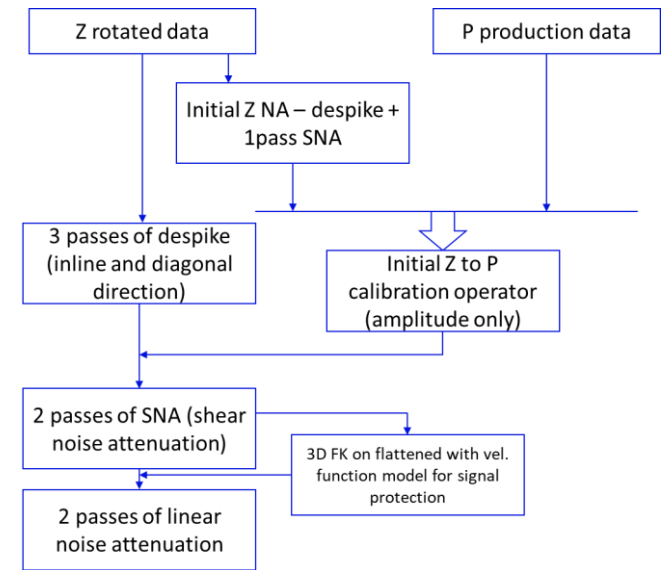 Z rotated data
P production data
Initial Z NA – despike +
1pass SNA
3 passes of despike
(inline and diagonal
direction)
Initial Z to P
calibration operator
(amplitude only)
2 passes of SNA (shear
noise attenuation)
3D FK on flattened with vel.
function model for signal
protection
2 passes of linear
noise attenuation